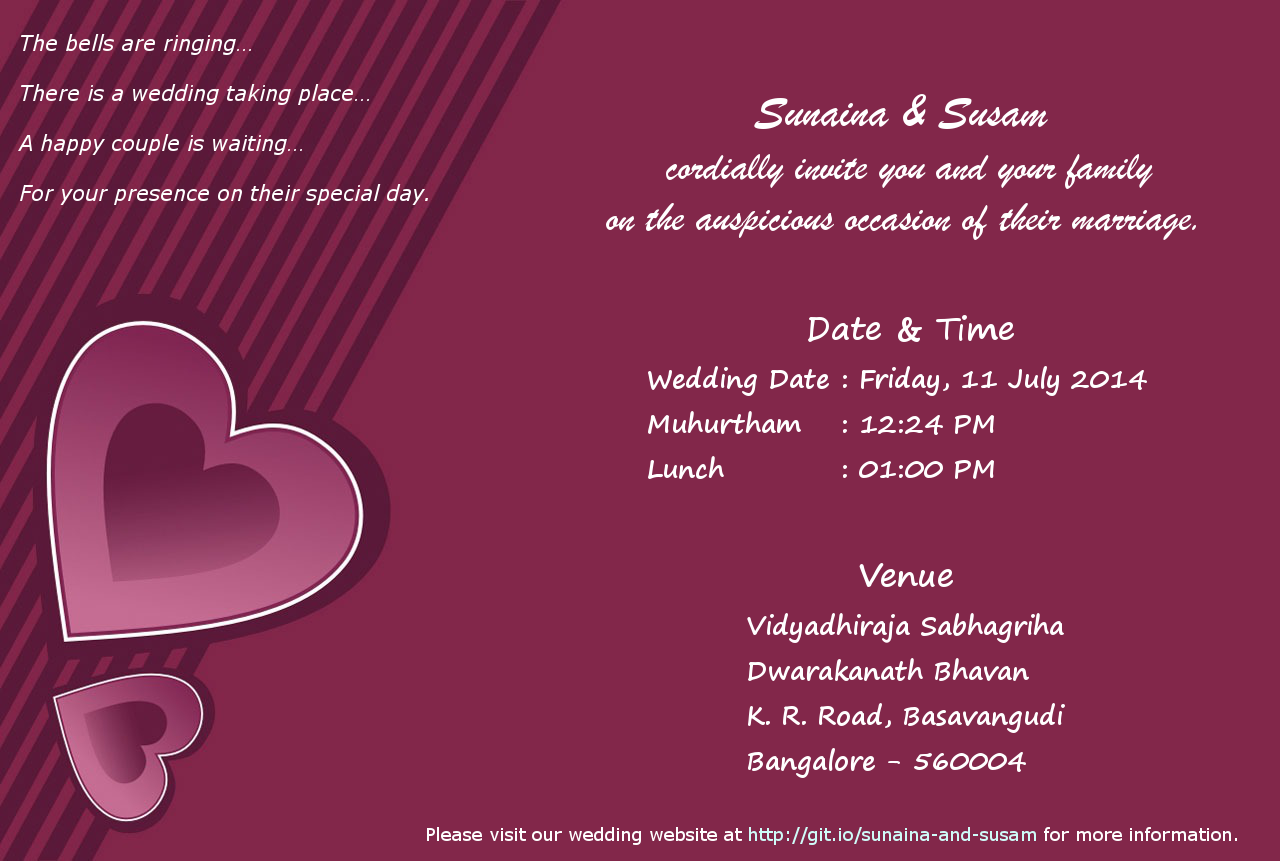 The bells are ringing...
There is a wedding taking place...
A happy couple is waiting...
For your presence on their special day.
Sunaina & Susam
cordially invite you and your family
on the auspicious occasion of their marriage.
Date & Time
Wedding Date : Friday, 11 July 2014
Muhurtham : 12:24 PM
Lunch : 01:00 PM
Venue
Vidyadhiraja Sabhagriha
Dwarakanath Bhavan
K. R. Road, Basavangudi
Bangalore - 560004
Please visit our wedding website at http://git.io/sunaina-and-susam for more information.